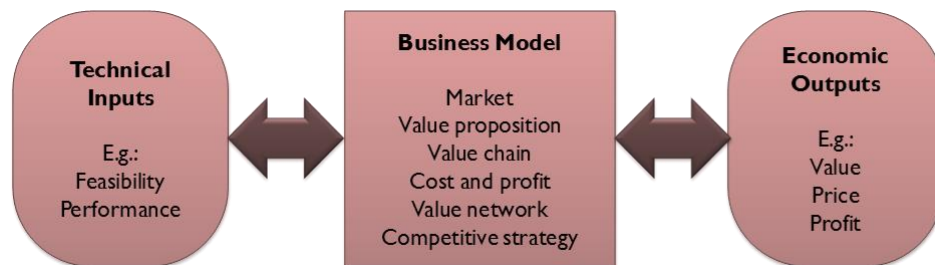 Technical
Inputs
E.g.:
Feasibility
Performance
Business Model
Market
Value proposition
Value chain
Cost and profit
Value network
Competitive strategy
Economic
Outputs
E.g.:
Value
Price
Profit